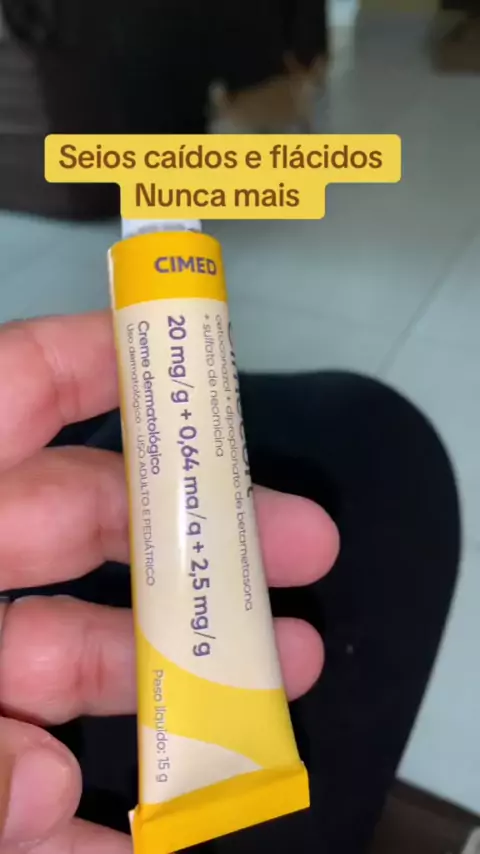 Seios caídos e flácidos
Nunca mais
CIMED
cetoconazol + dipropionato de betametasona
+ sulfato de neomicina
20 mg/g + 0,64 mg/g + 2,5 mg/g
Creme dermatológico
Uso dermatológico - USO ADULTO E PEDIÁTRICO
Peso líquido: 15 g